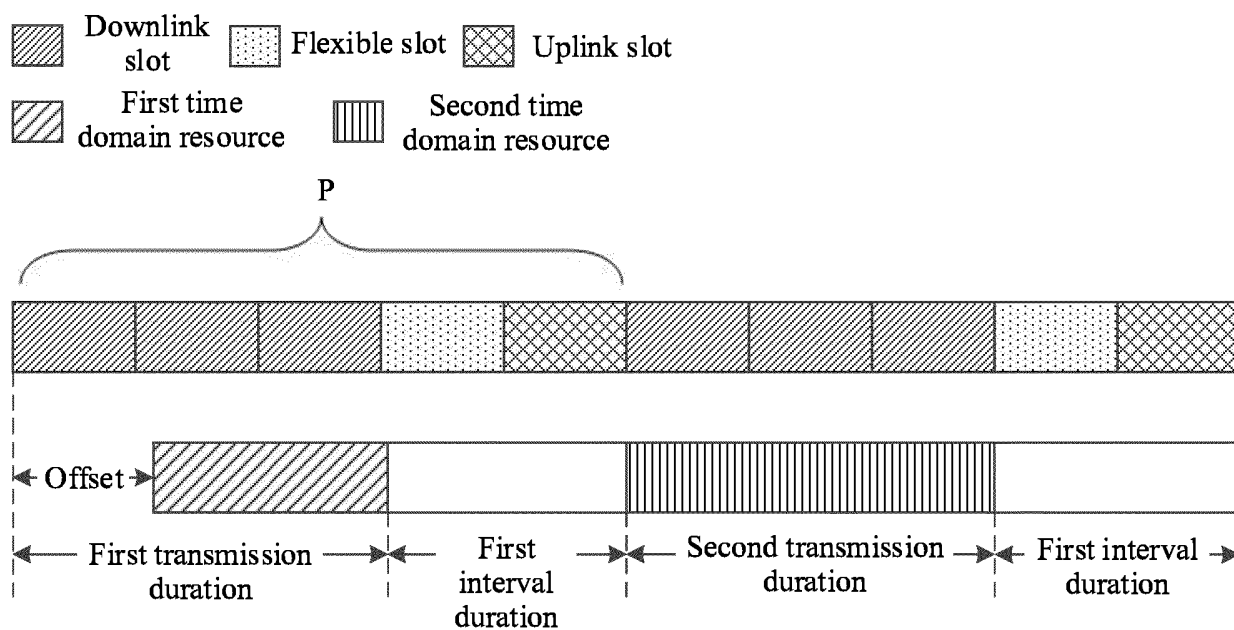 Downlink
slot
Flexible slot
Uplink slot
First time
domain resource
Second time
domain resource
P
Offset
First transmission
duration
First
interval
duration
Second transmission
duration
First interval
duration